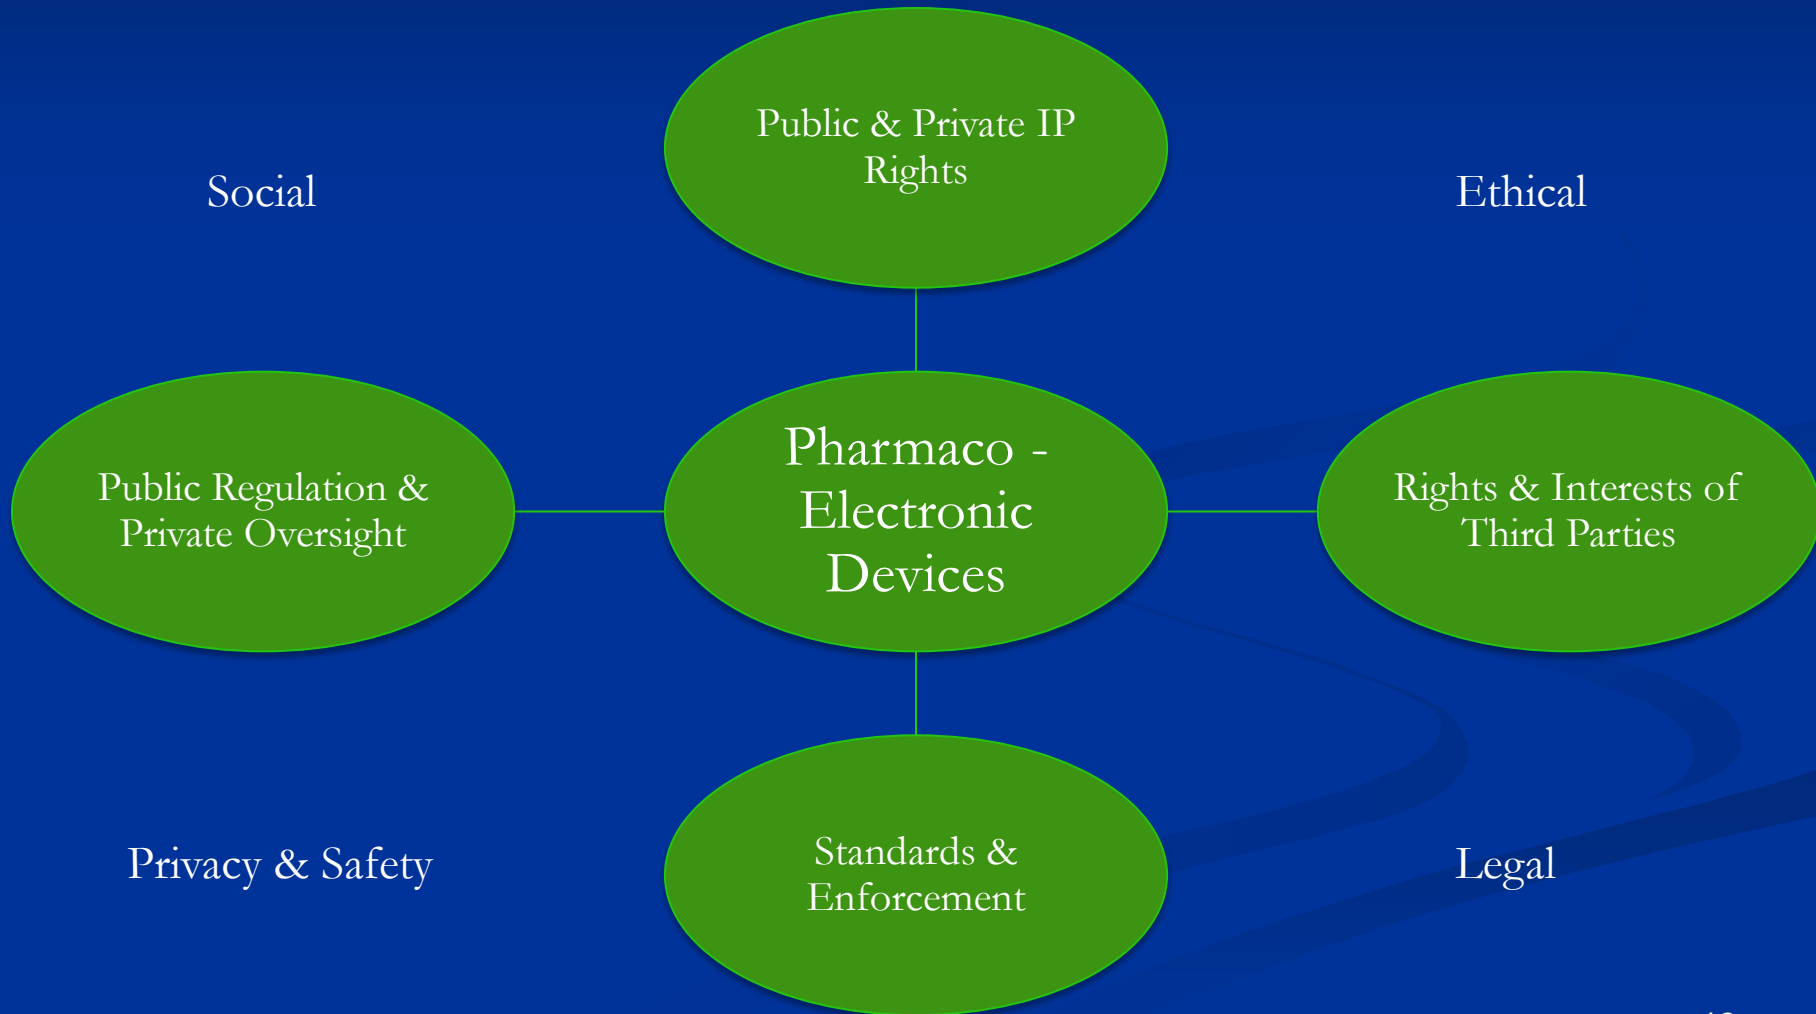 Public & Private IP
Rights
Social
Ethical
Pharmaco -
Electronic
Devices
Public Regulation &
Private Oversight
Rights & Interests of
Third Parties
Standards &
Enforcement
Privacy & Safety
Legal